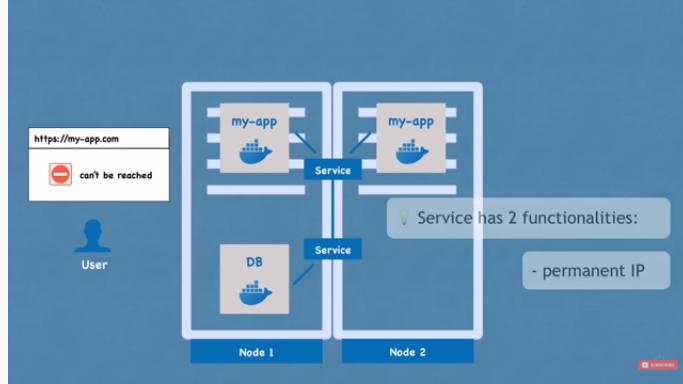 https://my-app.com
can't be reached
User
my-app
my-app
Service
Service
DB
💡 Service has 2 functionalities:
- permanent IP
Node 1
Node 2
SUBSCRIBE